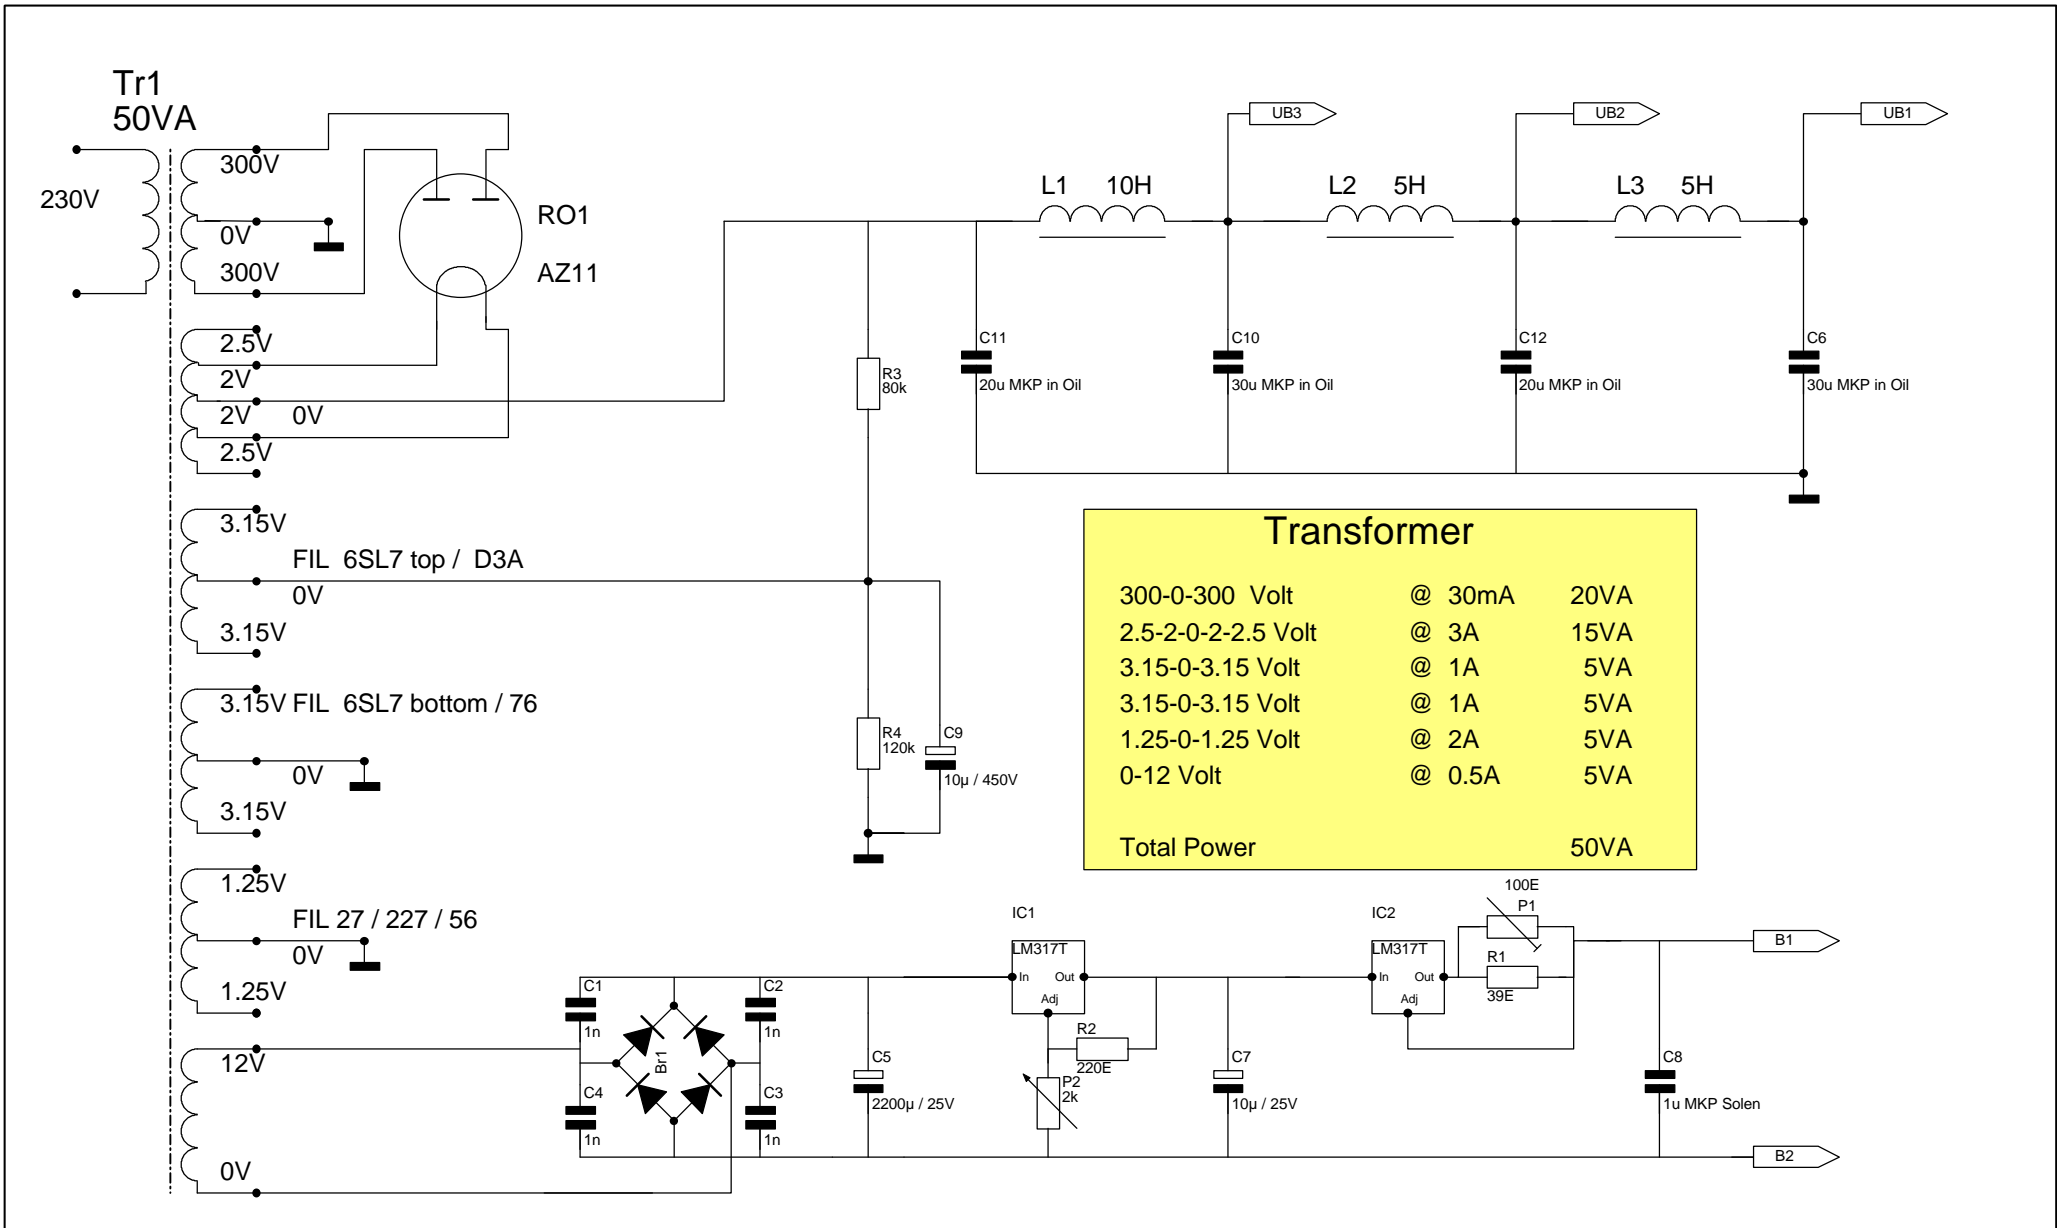 Tr1
50VA
230V
300V
0V
300V
RO1
AZ11
2.5V
2V
2V 0V
2.5V
3.15V
FIL 6SL7 top / D3A
0V
3.15V
3.15V FIL 6SL7 bottom / 76
0V
3.15V
1.25V
FIL 27 / 227 / 56
0V
1.25V
12V
0V
UB3
UB2
UB1
L1 10H
L2 5H
L3 5H
C11
20u MKP in Oil
C10
30u MKP in Oil
C12
20u MKP in Oil
C6
30u MKP in Oil
R3
80k
R4
120k
C9
10µ / 450V
Transformer
300-0-300 Volt @ 30mA 20VA
2.5-2-0-2-2.5 Volt @ 3A 15VA
3.15-0-3.15 Volt @ 1A 5VA
3.15-0-3.15 Volt @ 1A 5VA
1.25-0-1.25 Volt @ 2A 5VA
0-12 Volt @ 0.5A 5VA
Total Power 50VA
C1
1n
C2
1n
C4
1n
C3
1n
Br1
C5
2200µ / 25V
IC1
LM317T
In Out
Adj
R2
220E
P2
2k
C7
10µ / 25V
IC2
LM317T
In Out
Adj
100E
P1
R1
39E
C8
1u MKP Solen
B1
B2